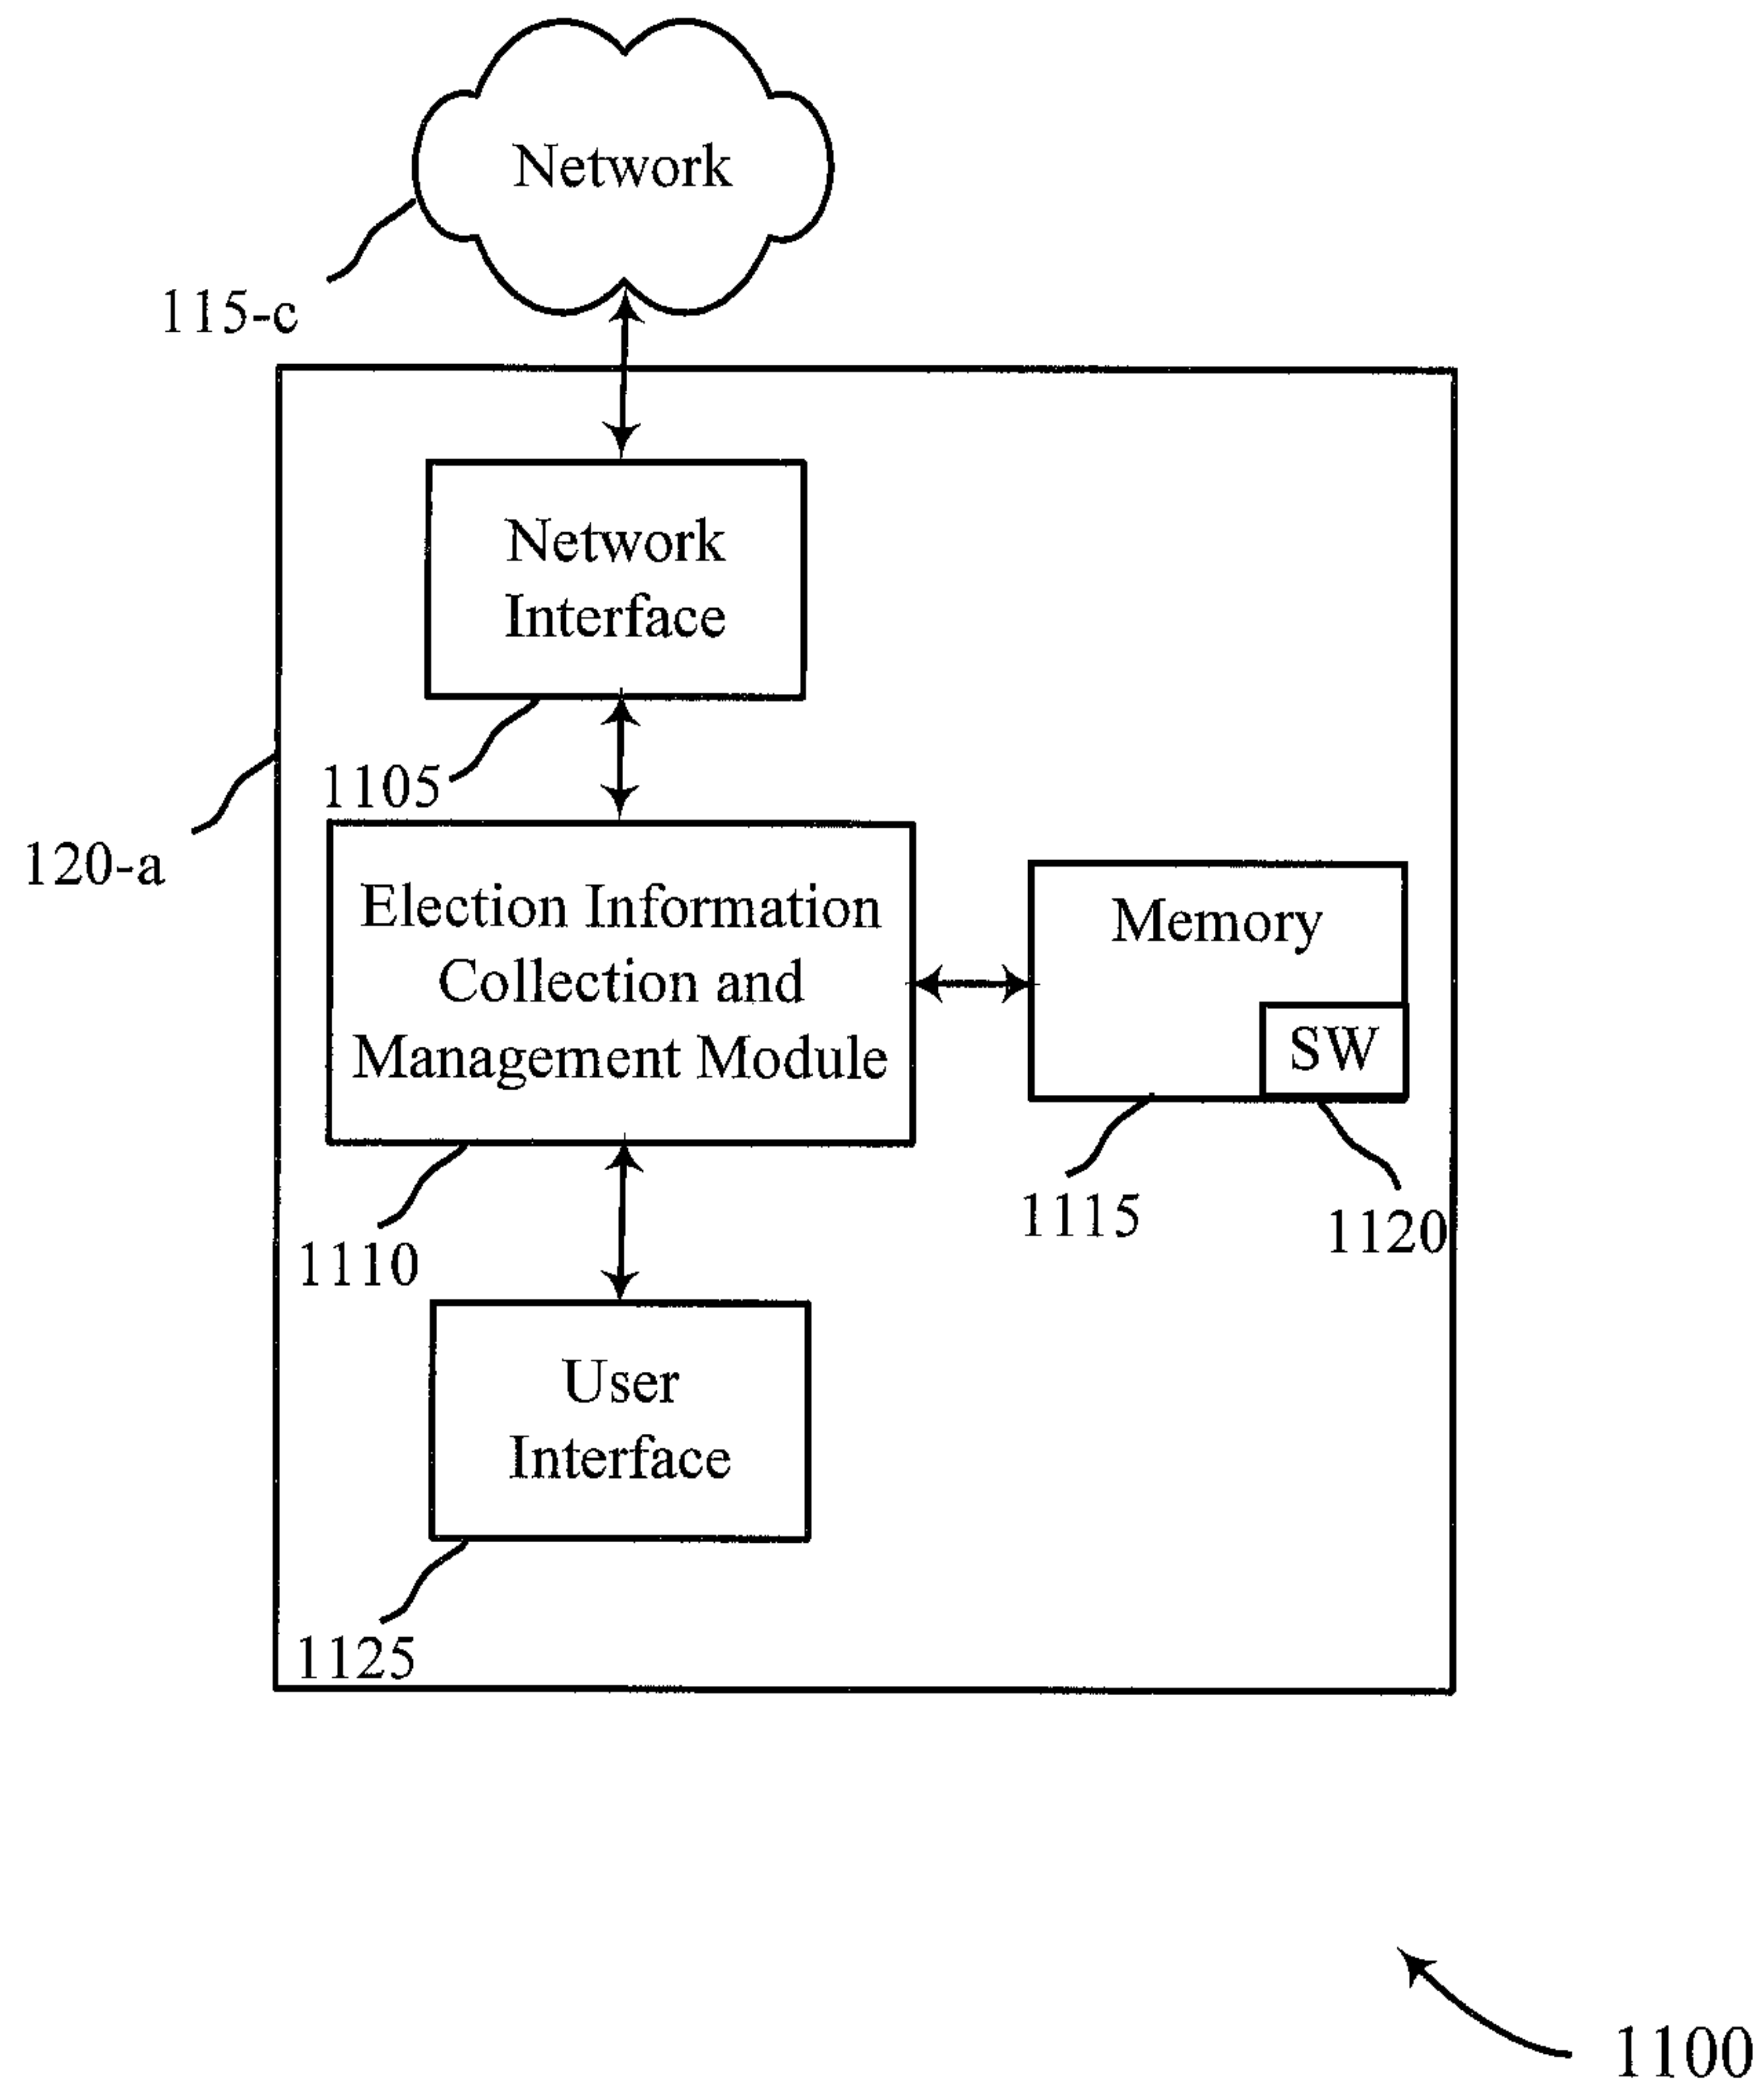 Network
115-c
Network
Interface
1105
120-a
Election Information
Collection and
Management Module
Memory
SW
1110
1115
1120
User
Interface
1125
1100